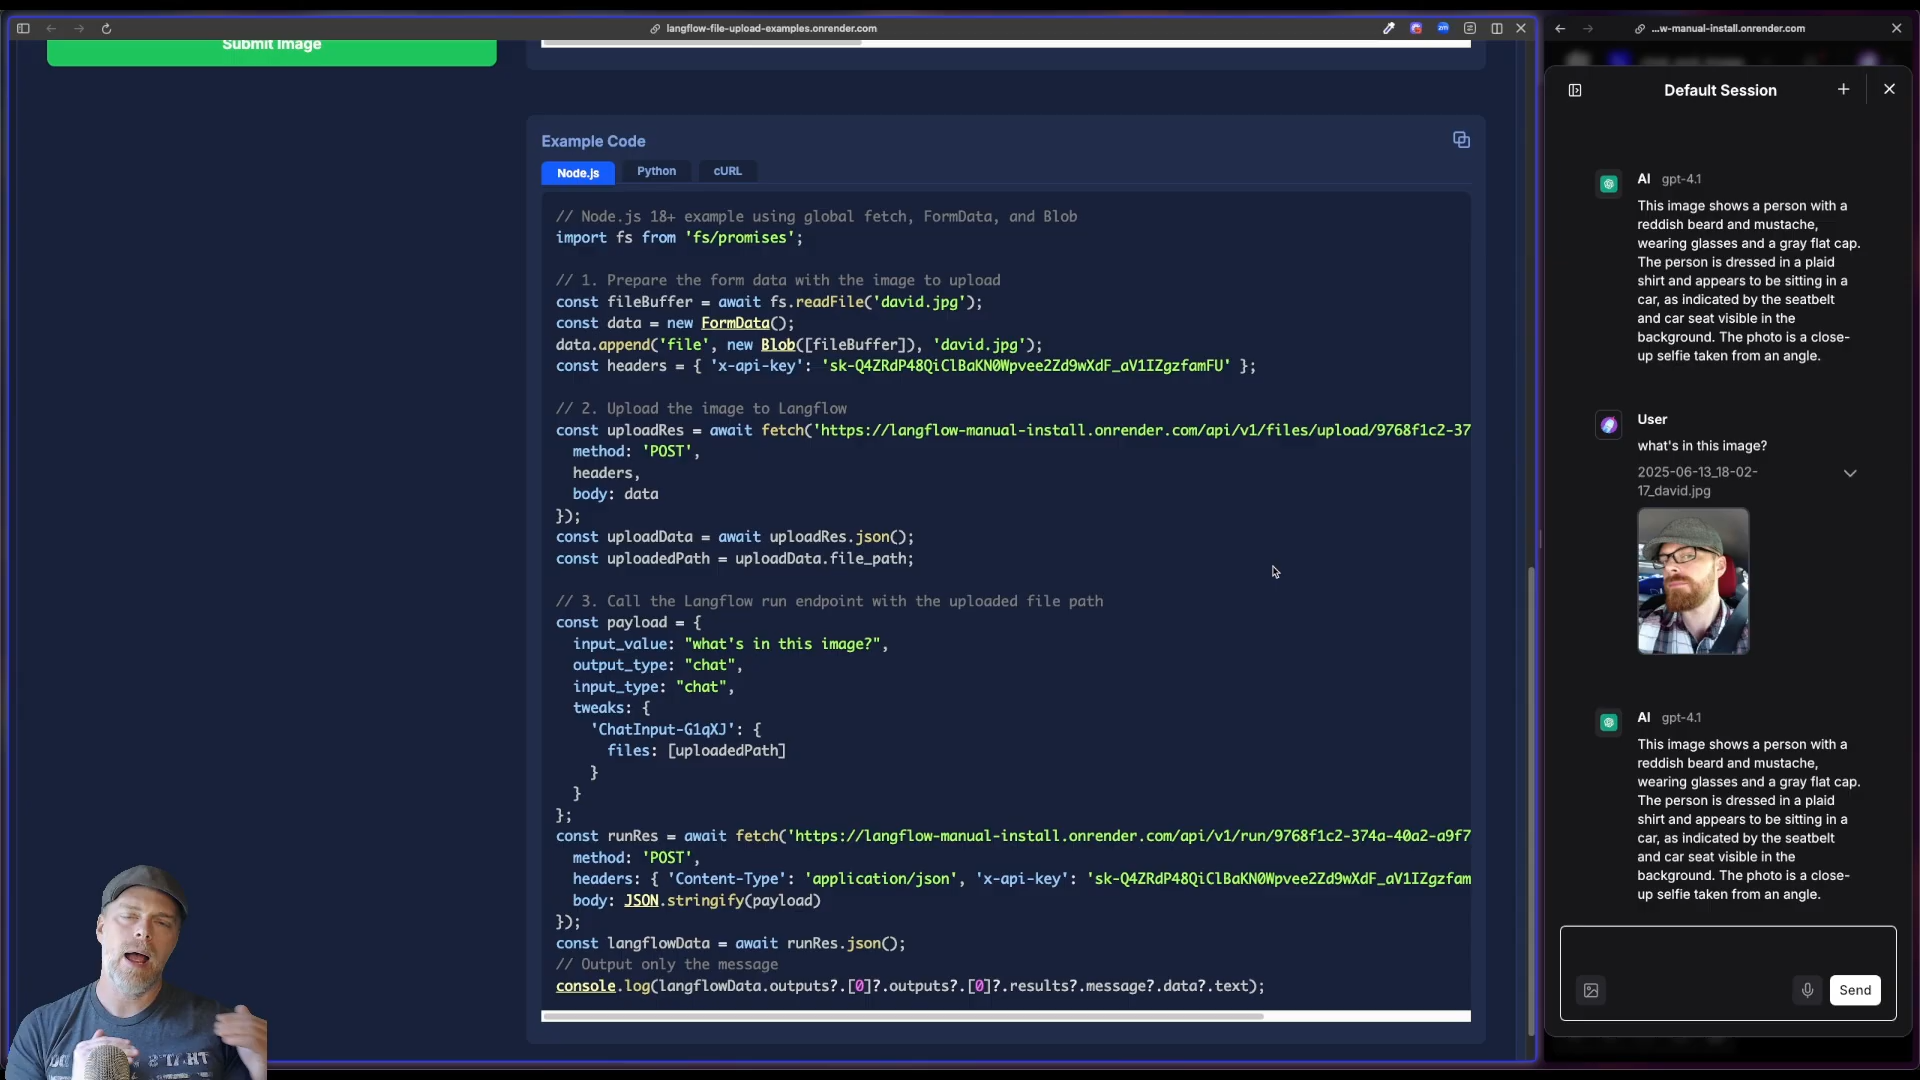 langflow-file-upload-examples.onrender.com
...w-manual-install.onrender.com
Submit Image
Example Code
Node.js
Python
cURL
// Node.js 18+ example using global fetch, FormData, and Blob
import fs from 'fs/promises';
// 1. Prepare the form data with the image to upload
const fileBuffer = await fs.readFile('david.jpg');
const data = new FormData();
data.append('file', new Blob([fileBuffer]), 'david.jpg');
const headers = { 'x-api-key': 'sk-Q4ZRdP48QiClBaKN0Wpvee2Zd9wXdF_aV1IZgzfamFU' };
// 2. Upload the image to Langflow
const uploadRes = await fetch('https://langflow-manual-install.onrender.com/api/v1/files/upload/9768f1c2-37
method: 'POST',
headers,
body: data
});
const uploadData = await uploadRes.json();
const uploadedPath = uploadData.file_path;
// 3. Call the Langflow run endpoint with the uploaded file path
const payload = {
input_value: "what's in this image?",
output_type: "chat",
input_type: "chat",
tweaks: {
'ChatInput-G1qXJ': {
files: [uploadedPath]
}
}
};
const runRes = await fetch('https://langflow-manual-install.onrender.com/api/v1/run/9768f1c2-374a-40a2-a9f7
method: 'POST',
headers: { 'Content-Type': 'application/json', 'x-api-key': 'sk-Q4ZRdP48QiClBaKN0Wpvee2Zd9wXdF_aV1IZgzfam
body: JSON.stringify(payload)
});
const langflowData = await runRes.json();
// Output only the message
console.log(langflowData.outputs?.[0]?.outputs?.[0]?.results?.message?.data?.text);
Default Session
AI gpt-4.1
This image shows a person with a
reddish beard and mustache,
wearing glasses and a gray flat cap.
The person is dressed in a plaid
shirt and appears to be sitting in a
car, as indicated by the seatbelt
and car seat visible in the
background. The photo is a close-
up selfie taken from an angle.
User
what's in this image?
2025-06-13_18-02-
17_david.jpg
AI gpt-4.1
This image shows a person with a
reddish beard and mustache,
wearing glasses and a gray flat cap.
The person is dressed in a plaid
shirt and appears to be sitting in a
car, as indicated by the seatbelt
and car seat visible in the
background. The photo is a close-
up selfie taken from an angle.
Send